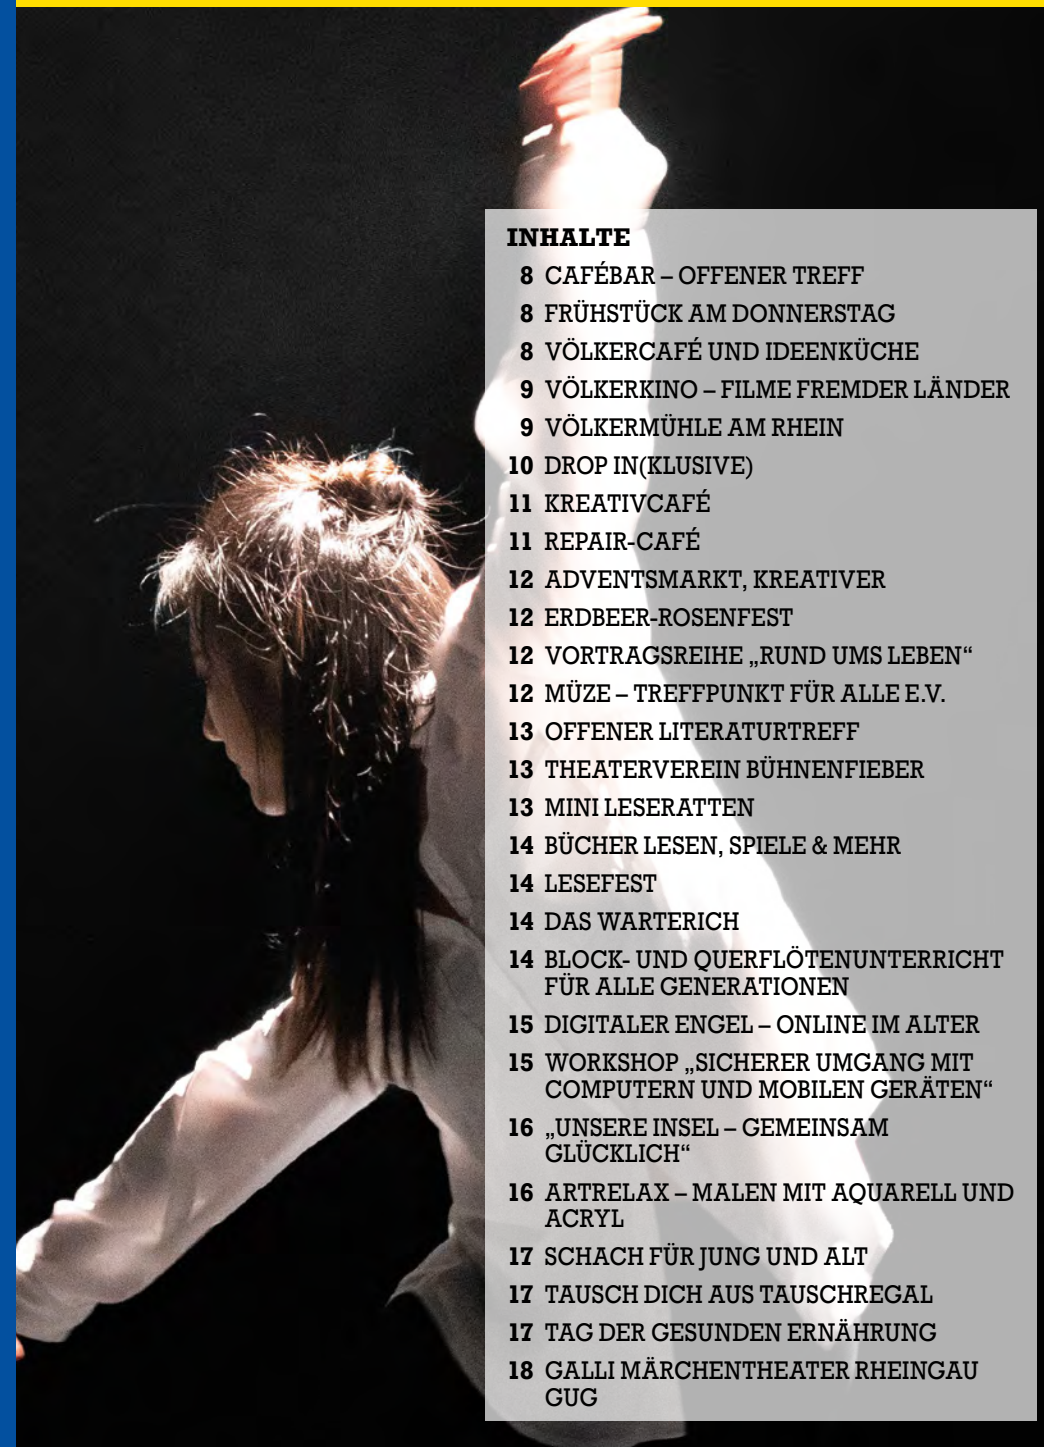 INHALTE
8 CAFÉBAR – OFFENER TREFF
8 FRÜHSTÜCK AM DONNERSTAG
8 VÖLKERCAFÉ UND IDEENKÜCHE
9 VÖLKERKINO – FILME FREMDER LÄNDER
9 VÖLKERMÜHLE AM RHEIN
10 DROP IN(KLUSIVE)
11 KREATIVCAFÉ
11 REPAIR-CAFÉ
12 ADVENTSMARKT, KREATIVER
12 ERDBEER-ROSENFEST
12 VORTRAGSREIHE „RUND UMS LEBEN“
12 MÜZE – TREFFPUNKT FÜR ALLE E.V.
13 OFFENER LITERATURTREFF
13 THEATERVEREIN BÜHNENFIEBER
13 MINI LESERATTEN
14 BÜCHER LESEN, SPIELE & MEHR
14 LESEFEST
14 DAS WARTERICH
14 BLOCK- UND QUERFLÖTENUNTERRICHT
FÜR ALLE GENERATIONEN
15 DIGITALER ENGEL – ONLINE IM ALTER
15 WORKSHOP „SICHERER UMGANG MIT
COMPUTERN UND MOBILEN GERÄTEN“
16 „UNSERE INSEL – GEMEINSAM
GLÜCKLICH“
16 ARTRELAX – MALEN MIT AQUARELL UND
ACRYL
17 SCHACH FÜR JUNG UND ALT
17 TAUSCH DICH AUS TAUSCHREGAL
17 TAG DER GESUNDEN ERNÄHRUNG
18 GALLI MÄRCHENTHEATER RHEINGAU
GUG